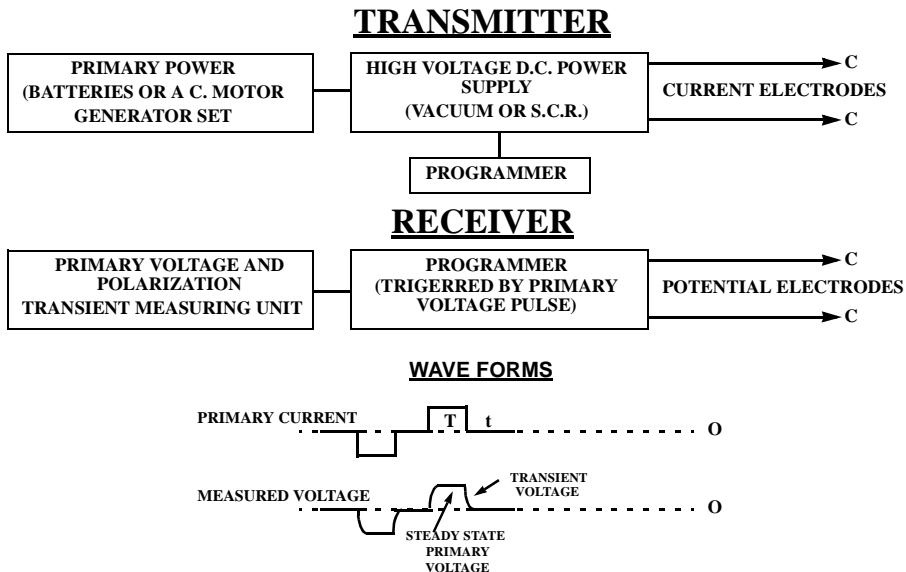 TRANSMITTER
PRIMARY POWER
(BATTERIES OR A C. MOTOR
GENERATOR SET
HIGH VOLTAGE D.C. POWER
SUPPLY
(VACUUM OR S.C.R.)
C
CURRENT ELECTRODES
C
PROGRAMMER
RECEIVER
PRIMARY VOLTAGE AND
POLARIZATION
TRANSIENT MEASURING UNIT
PROGRAMMER
(TRIGERRED BY PRIMARY
VOLTAGE PULSE)
C
POTENTIAL ELECTRODES
C
WAVE FORMS
PRIMARY CURRENT
T
t
O
MEASURED VOLTAGE
TRANSIENT
VOLTAGE
O
STEADY STATE
PRIMARY
VOLTAGE